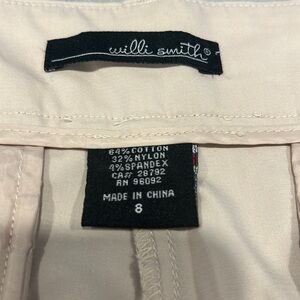 willi smith®
64% COTTON
32% NYLON
4% SPANDEX
CA# 28792
RN 96092
MADE IN CHINA
8